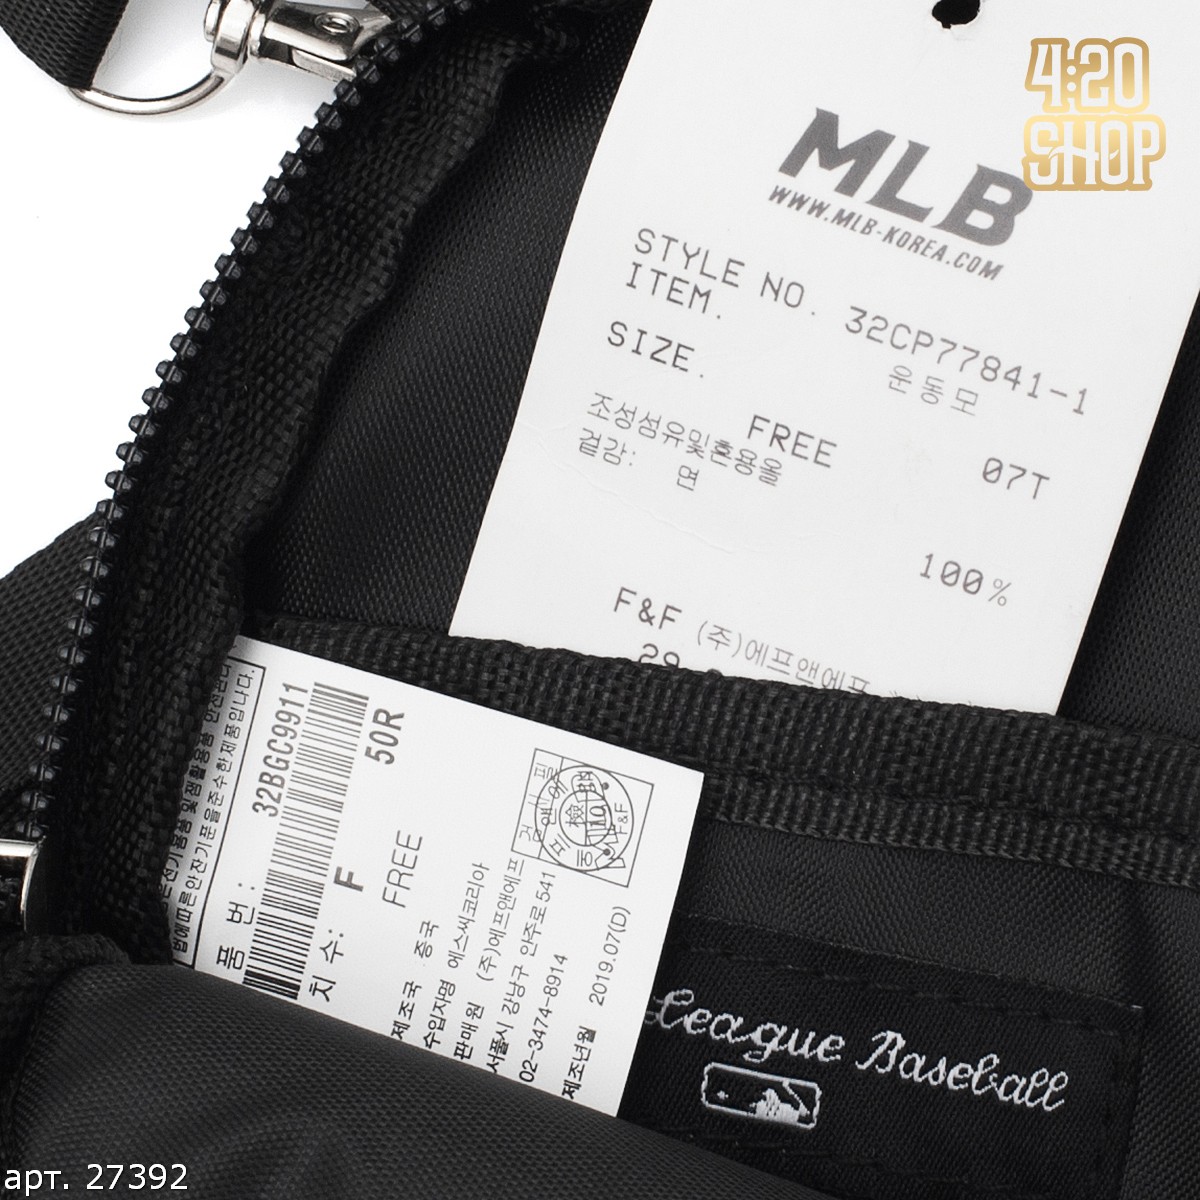 4:20
SHOP
MLB
WWW.MLB-KOREA.COM
STYLE NO. 32CP77841-1
ITEM. 운동모
SIZE.
FREE 07T
조성섬유및혼용율
겉감: 면 100%
F&F (주)에프앤에프
품 번: 32BGC9911
50R
치 수: F
FREE
제조국 중국
수입자명 에스씨코리아
판매원 (주)에프앤에프
서풀시 강남구 안주로 541
02-3474-8914
제조년월 2019.07(D)
F&F
League Baseball
арт. 27392